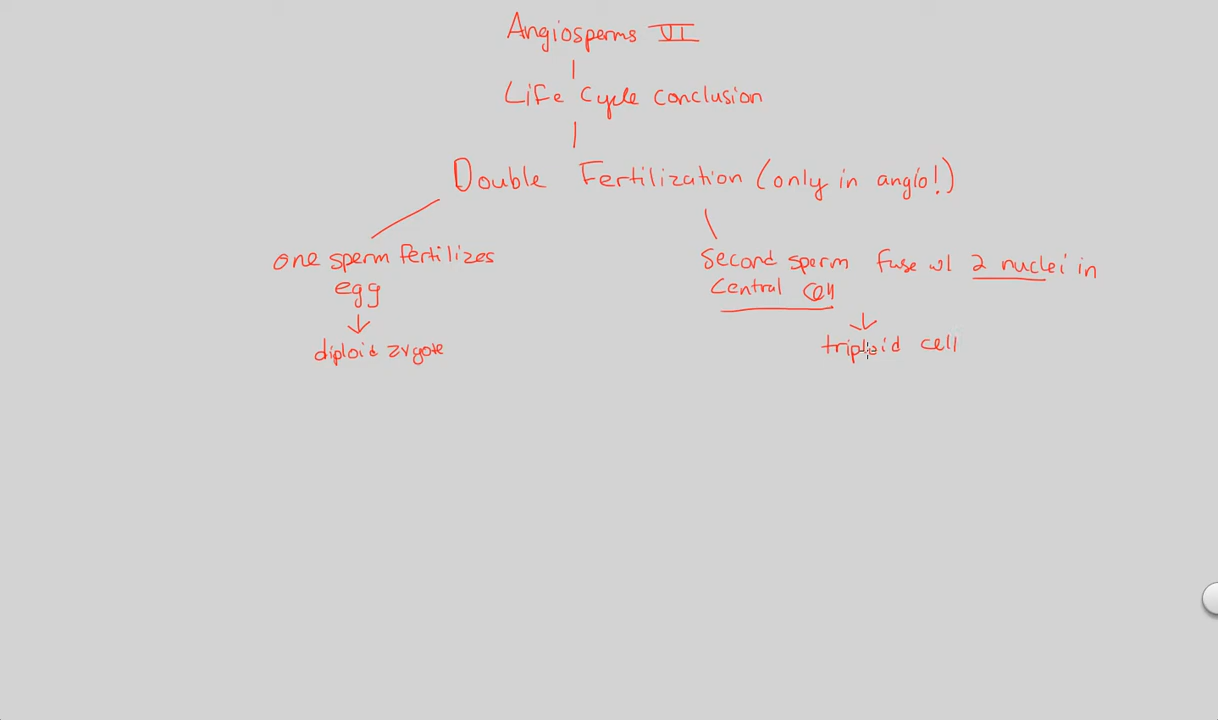 Angiosperms VI
Life Cycle conclusion
Double Fertilization (only in angio!)
one sperm fertilizes
egg
diploid zygote
Second sperm fuse w/ 2 nuclei in
Central Cell
triploid cell